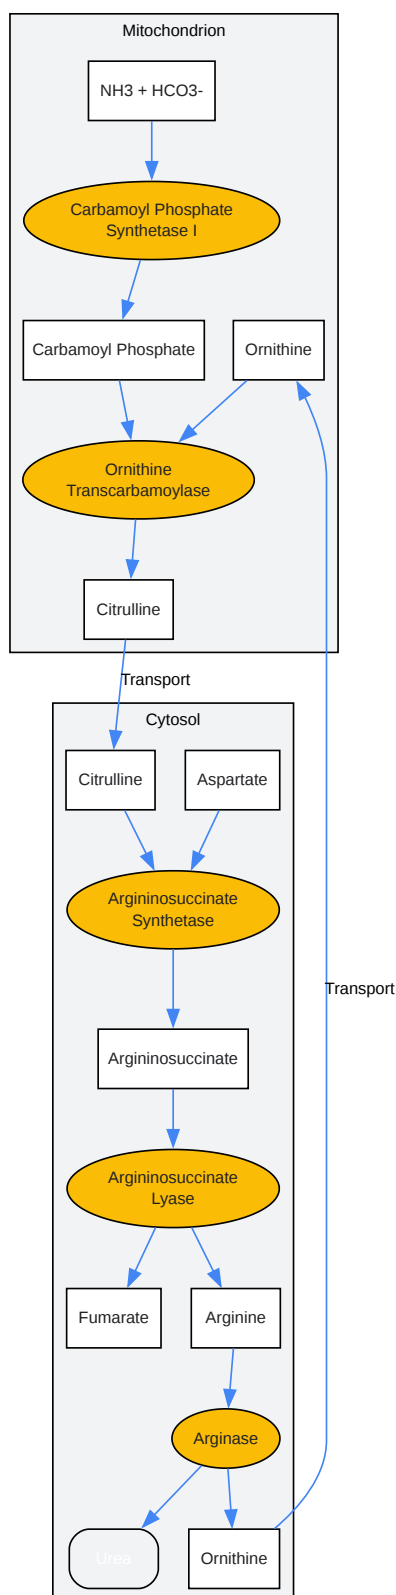 Mitochondrion
NH3 + HCO3-
Carbamoyl Phosphate
Synthetase I
Carbamoyl Phosphate
Ornithine
Ornithine
Transcarbamoylase
Citrulline
Transport
Cytosol
Citrulline
Aspartate
Argininosuccinate
Synthetase
Transport
Argininosuccinate
Argininosuccinate
Lyase
Fumarate
Arginine
Arginase
Urea
Ornithine